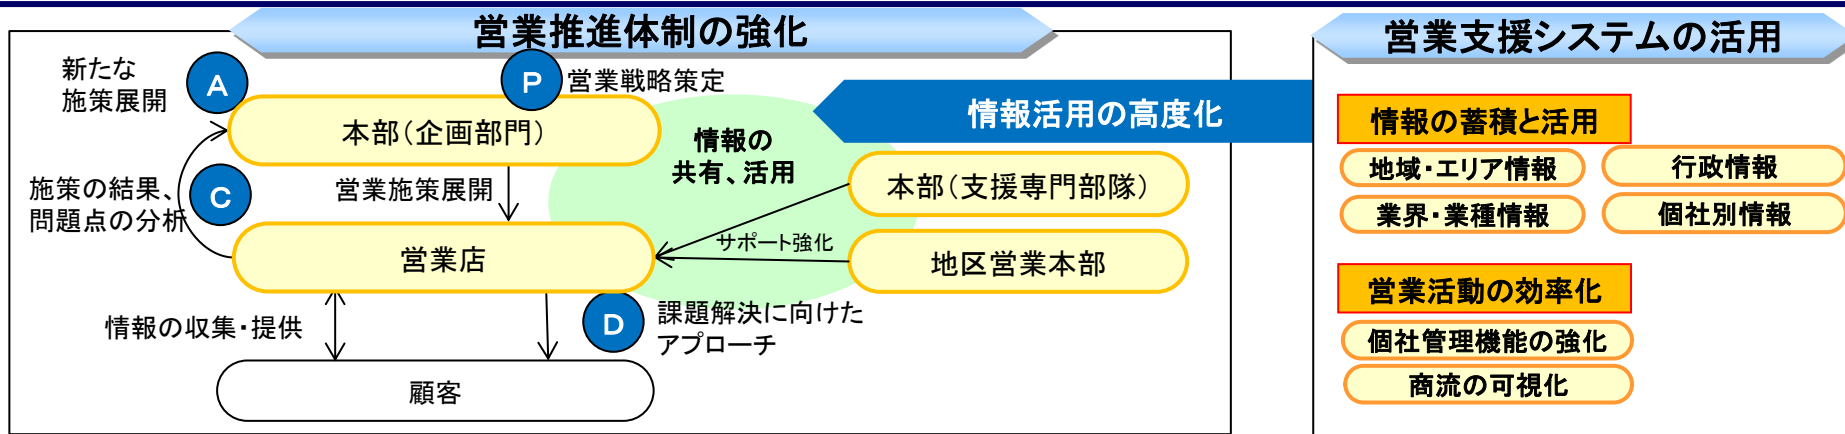 営業推進体制の強化
新たな
施策展開
A
P
営業戦略策定
本部(企画部門)
情報の
共有、活用
情報活用の高度化
施策の結果、
問題点の分析
C
営業施策展開
本部(支援専門部隊)
営業店
サポート強化
地区営業本部
情報の収集・提供
D
課題解決に向けた
アプローチ
顧客
営業支援システムの活用
情報の蓄積と活用
地域・エリア情報
行政情報
業界・業種情報
個社別情報
営業活動の効率化
個社管理機能の強化
商流の可視化